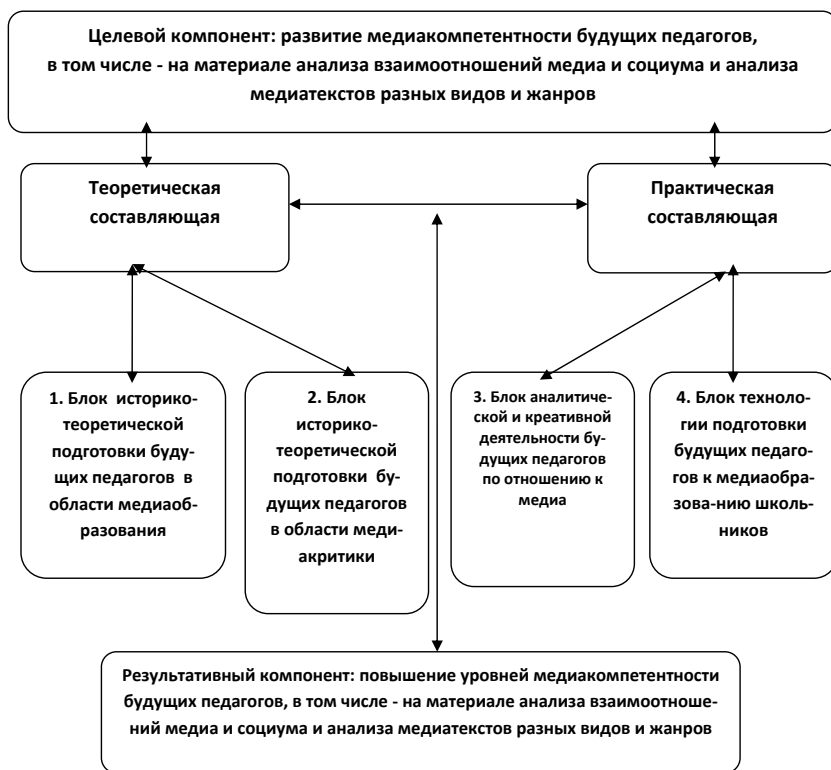 Целевой компонент: развитие медиакомпетентности будущих педагогов,
в том числе - на материале анализа взаимоотношений медиа и социума и анализа
медиатекстов разных видов и жанров
Теоретическая
составляющая
Практическая
составляющая
1. Блок историко-
теоретической
подготовки буду-
щих педагогов в
области медиаоб-
разования
2. Блок
историко-
теоретической
подготовки бу-
дущих педагогов
в области меди-
акритики
3. Блок аналитиче-
ской и креативной
деятельности бу-
дущих педагогов
по отношению к
медиа
4. Блок техноло-
гии подготовки
будущих педаго-
гов к медиаобра-
зова-нию школь-
ников
Результативный компонент: повышение уровней медиакомпетентности
будущих педагогов, в том числе - на материале анализа взаимоотноше-
ний медиа и социума и анализа медиатекстов разных видов и жанров